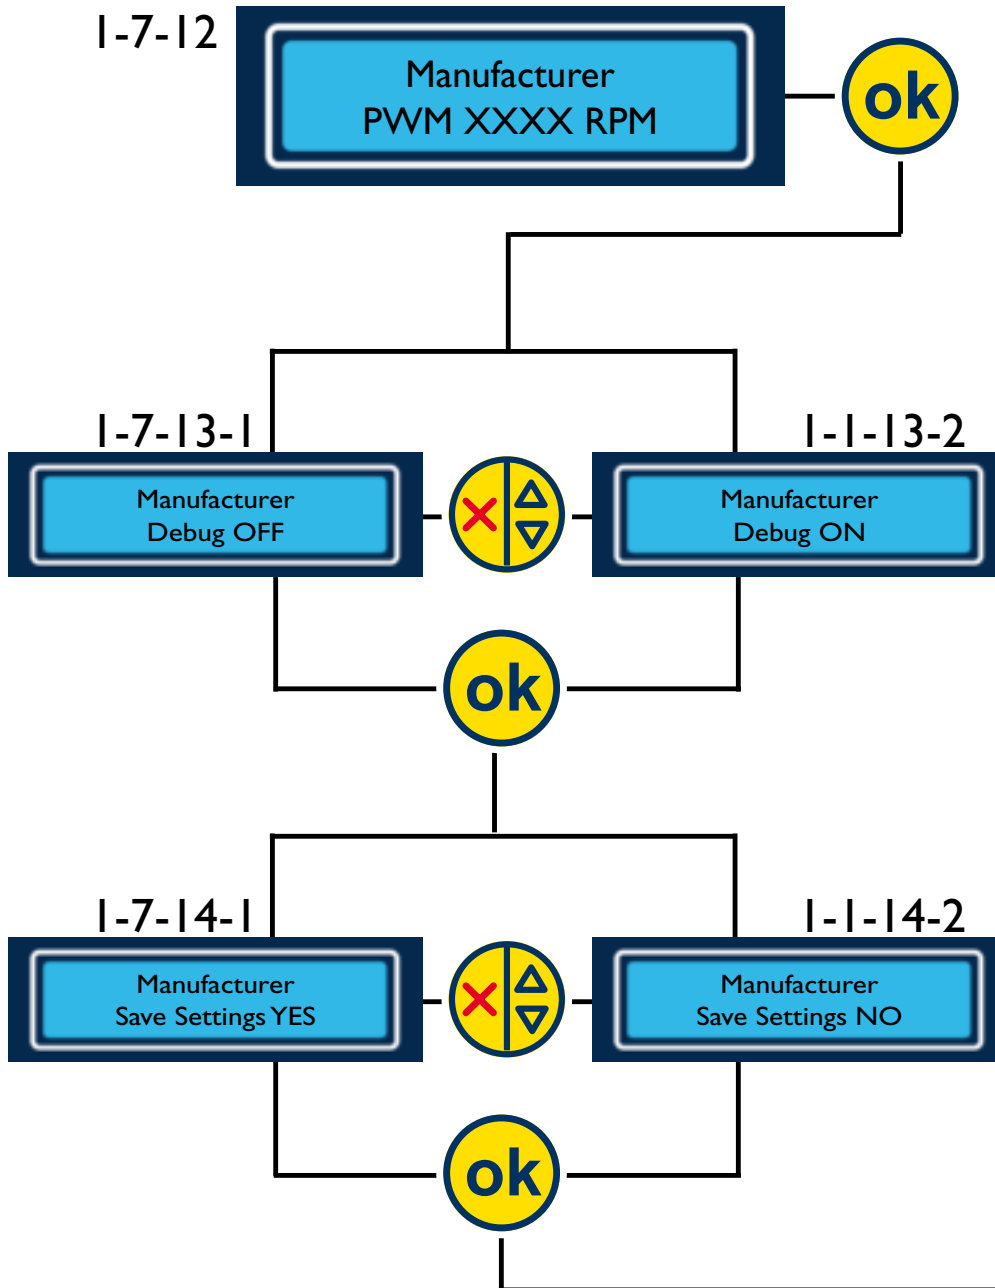 1-7-12
Manufacturer
PWM XXXX RPM
ok
1-7-13-1
1-1-13-2
Manufacturer
Debug OFF
Manufacturer
Debug ON
ok
1-7-14-1
1-1-14-2
Manufacturer
Save Settings YES
Manufacturer
Save Settings NO
ok